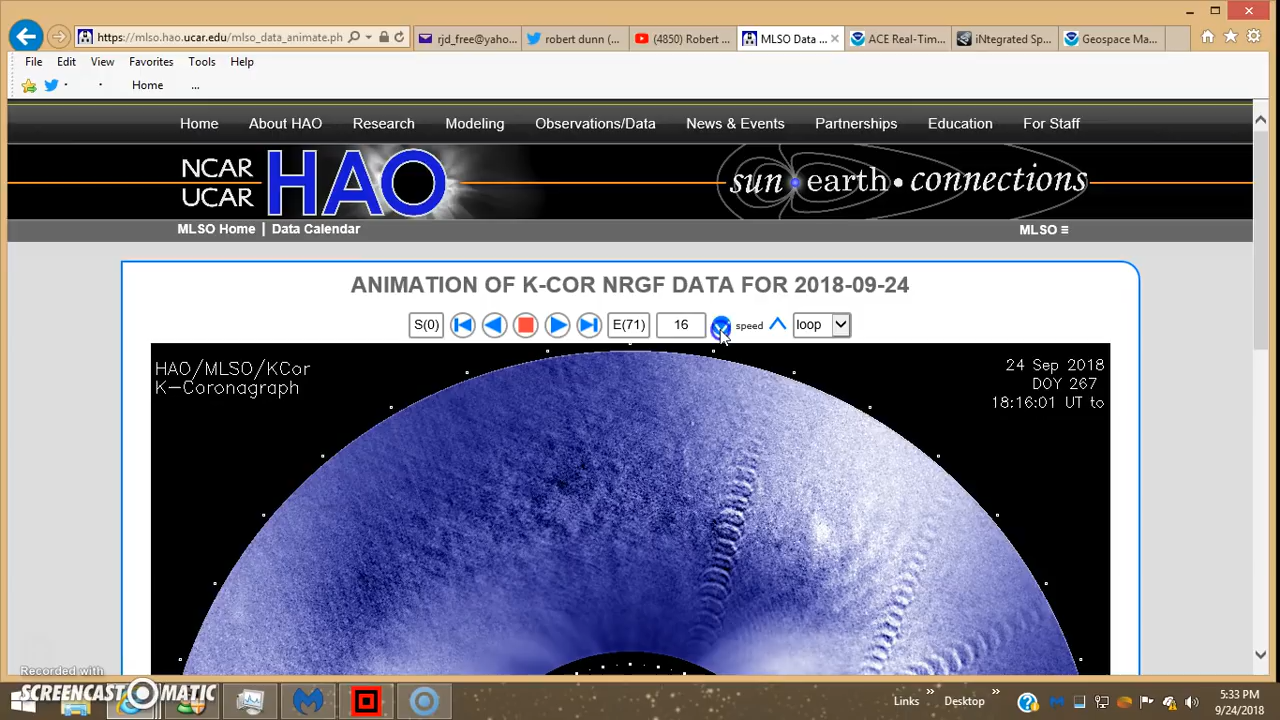 https://mlso.hao.ucar.edu/mlso_data_animate.ph
rjd_free@yaho...
robert dunn (...
(4850) Robert ...
MLSO Data ...
ACE Real-Tim...
iNtegrated Sp...
Geospace Ma...
File Edit View Favorites Tools Help
Home ...
Home About HAO Research Modeling Observations/Data News & Events Partnerships Education For Staff
NCAR
UCAR
HAO
sun earth • connections
MLSO Home | Data Calendar
MLSO ≡
ANIMATION OF K-COR NRGF DATA FOR 2018-09-24
S(0) E(71) 16 speed loop
HAO/MLSO/KCor
K-Coronagraph
24 Sep 2018
DOY 267
18:16:01 UT to
Recorded with
SCREENCAST-O-MATIC
Links »
Desktop »
5:33 PM
9/24/2018